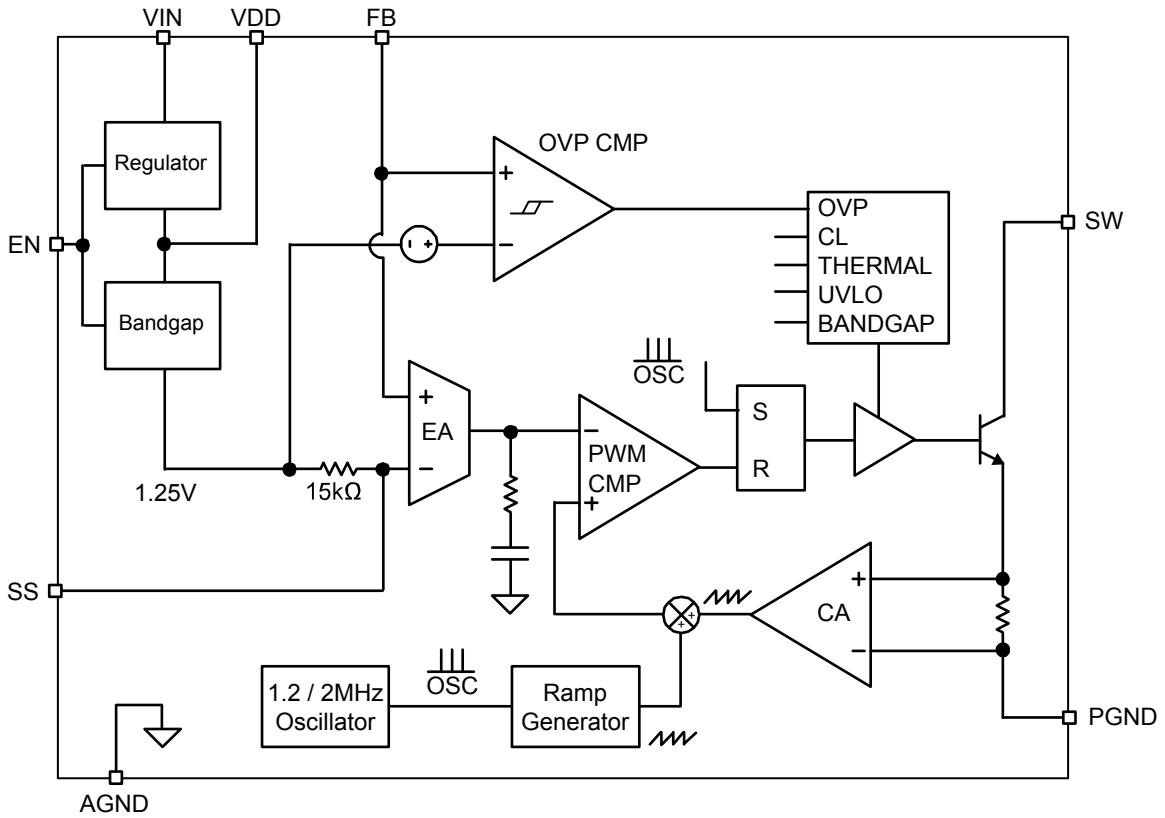 VIN VDD FB
OVP CMP
Regulator
+
OVP
SW
CL
EN
- +
−
THERMAL
UVLO
Bandgap
BANDGAP
OSC
S
+
EA
−
PWM
CMP
R
−
+
1.25V
15kΩ
SS
+
CA
−
+
+
OSC
1.2 / 2MHz
Oscillator
Ramp
Generator
PGND
AGND